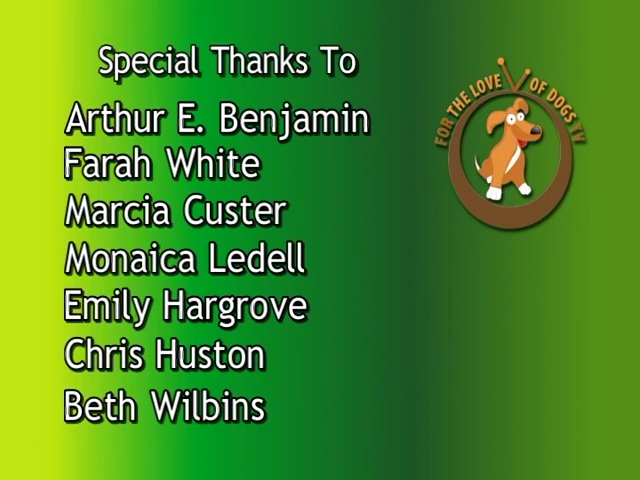 Special Thanks To
Arthur E. Benjamin
Farah White
Marcia Custer
Monaica Ledell
Emily Hargrove
Chris Huston
Beth Wilbins
FOR THE LOVE OF DOGS TV